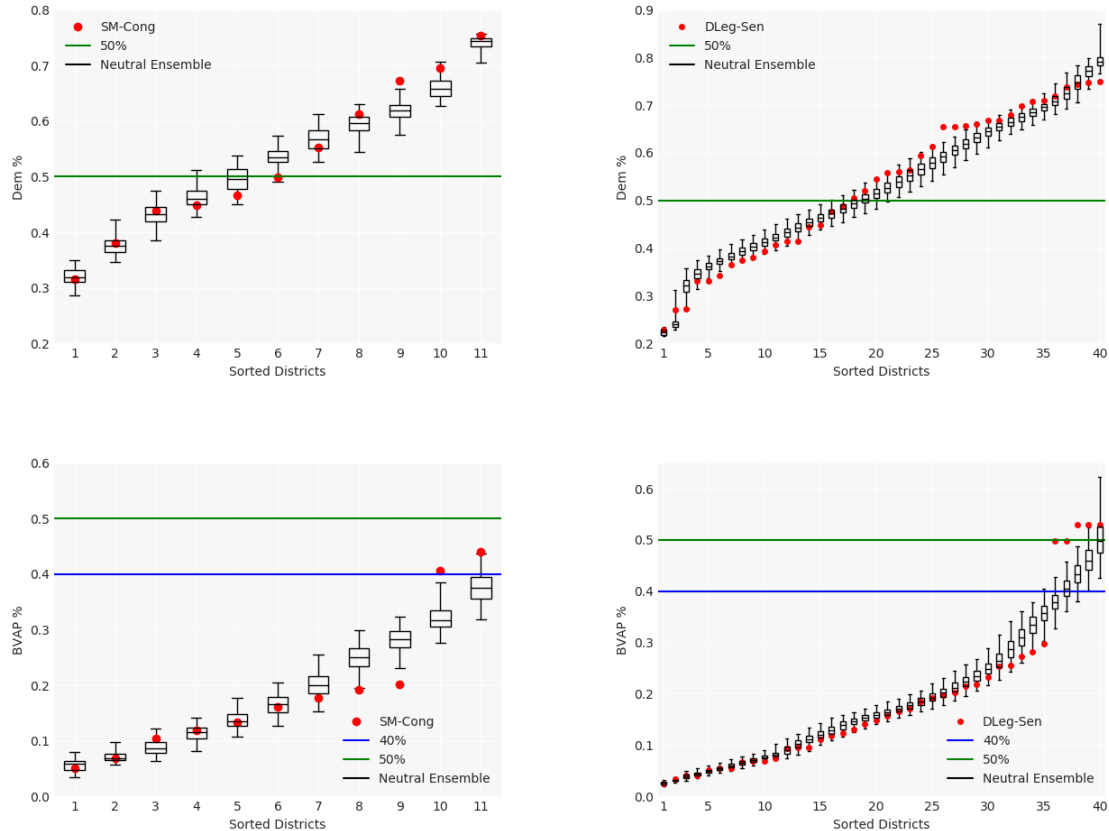 0.8
0.7
0.6
0.5
0.4
0.3
0.2
Dem %
SM-Cong
50%
Neutral Ensemble
1 2 3 4 5 6 7 8 9 10 11
Sorted Districts
0.9
0.8
0.7
0.6
0.5
0.4
0.3
0.2
Dem %
DLeg-Sen
50%
Neutral Ensemble
1 5 10 15 20 25 30 35 40
Sorted Districts
0.6
0.5
0.4
0.3
0.2
0.1
0.0
BVAP %
SM-Cong
40%
50%
Neutral Ensemble
1 2 3 4 5 6 7 8 9 10 11
Sorted Districts
0.6
0.5
0.4
0.3
0.2
0.1
0.0
BVAP %
DLeg-Sen
40%
50%
Neutral Ensemble
1 5 10 15 20 25 30 35 40
Sorted Districts